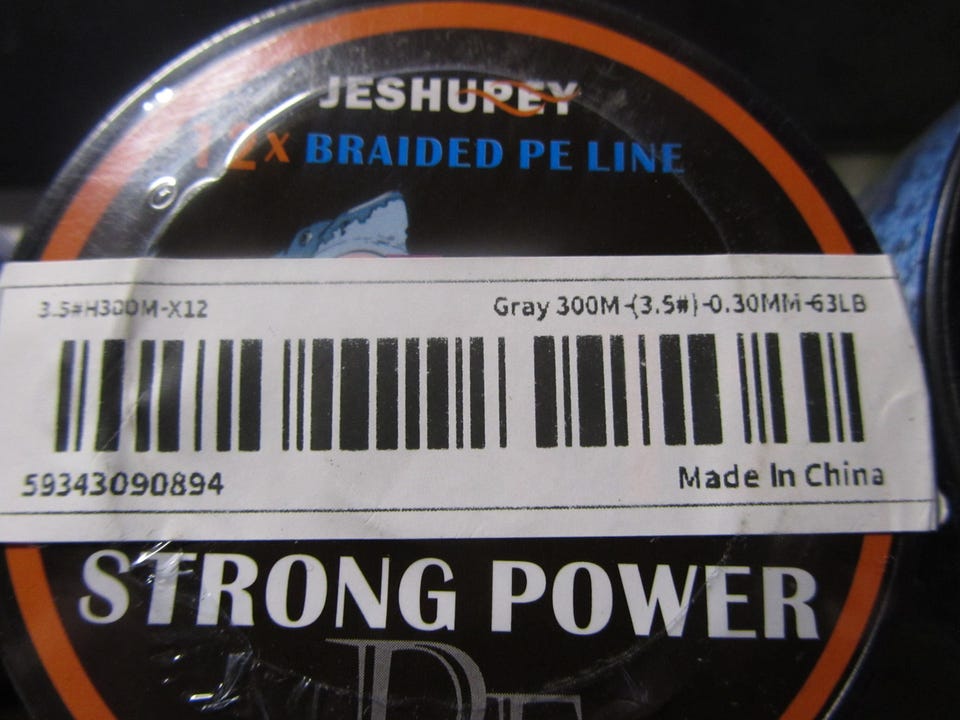 JESHUPEY
12X BRAIDED PE LINE
3.5#H300M-X12
Gray 300M-(3.5#)-0.30MM-63LB
59343090894
Made In China
STRONG POWER
PE